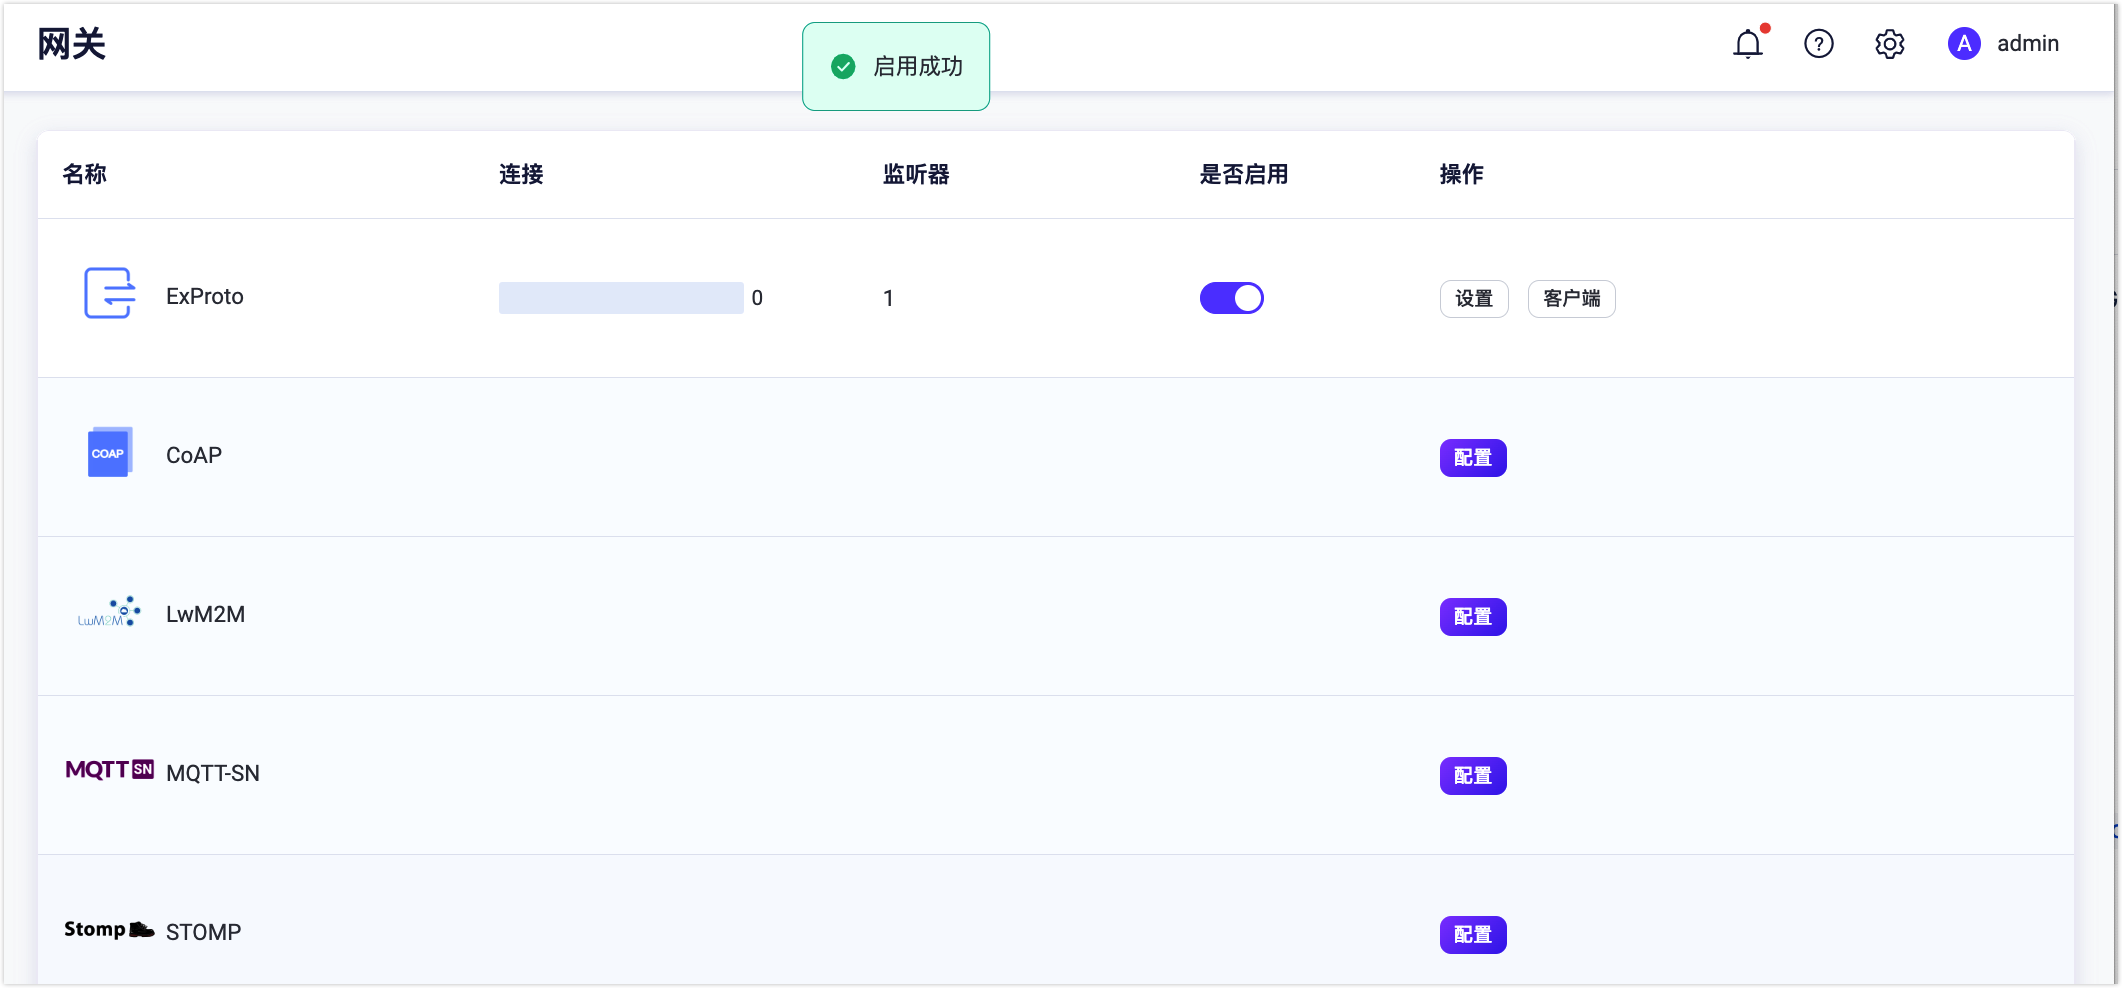 网关
启用成功
?
A admin
名称 连接 监听器 是否启用 操作
ExProto 0 1 设置 客户端
COAP CoAP 配置
LwM2M LwM2M 配置
MQTT SN MQTT-SN 配置
Stomp STOMP 配置